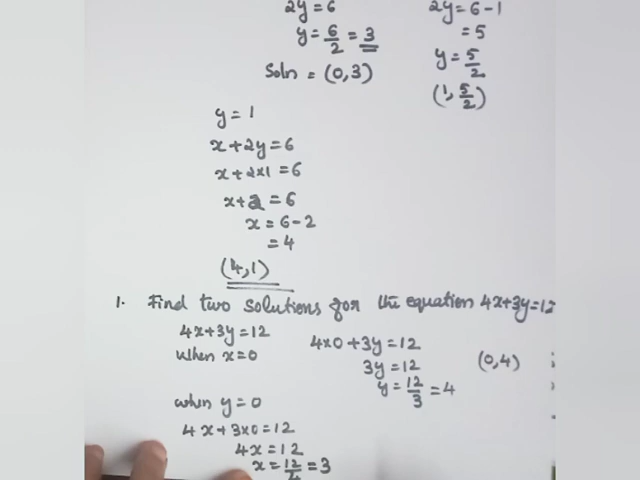 2y = 6
y = 6/2 = 3
Soln = (0,3)
2y = 6 - 1
= 5
y = 5/2
(1, 5/2)
y = 1
x + 2y = 6
x + 2x1 = 6
x + 2 = 6
x = 6 - 2
= 4
(4,1)
1. Find two solutions for the equation 4x+3y=12
4x+3y=12
When x=0
4x0+3y=12
3y=12
y = 12/3 = 4
(0,4)
when y=0
4x+3x0=12
4x=12
x = 12/4 = 3